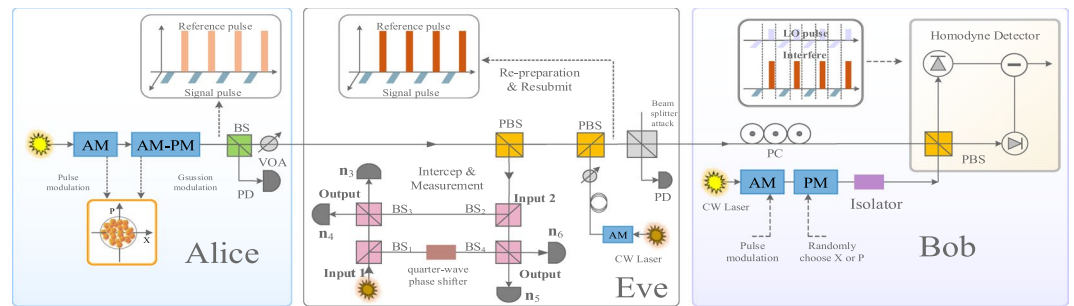 Reference pulse
Signal pulse
AM
AM-PM
BS
VOA
PD
Pulse
modulation
Gsussian
modulation
P
X
Alice
Reference pulse
Signal pulse
Re-preparation
& Resubmit
PBS
PBS
Beam
splitter
attack
PD
Intercep &
Measurement
n3
Output
n4
BS3
BS2
Input 2
BS1
BS4
n6
Input 1
quarter-wave
phase shifter
Output
n5
AM
CW Laser
Eve
LO pulse
Interfere
Homodyne Detector
PC
PBS
AM
PM
Isolator
CW Laser
Pulse
modulation
Randomly
choose X or P
Bob